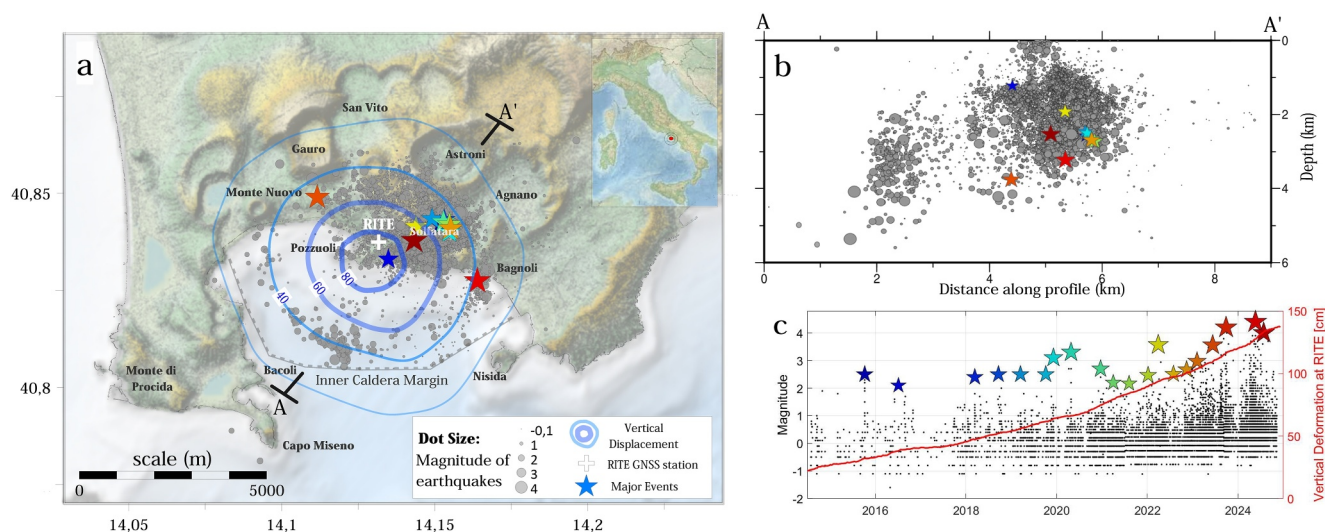 a
San Vito
A'
Gauro
Astroni
Monte Nuovo
Agnano
RITE
Solfatara
Pozzuoli
Bagnoli
80
60
40
Bacoli
Inner Caldera Margin
Nisida
Monte di
Procida
A
Capo Miseno
40,85
40,8
scale (m)
0 5000
Dot Size:
Magnitude of
earthquakes
-0,1
1
2
3
4
Vertical
Displacement
RITE GNSS station
Major Events
14,05 14,1 14,15 14,2
A A'
b
0
2
4
6
Depth (km)
0 2 4 6 8
Distance along profile (km)
c
Magnitude
4
3
2
1
0
-1
-2
150
100
50
0
Vertical Deformation at RITE [cm]
2016 2018 2020 2022 2024